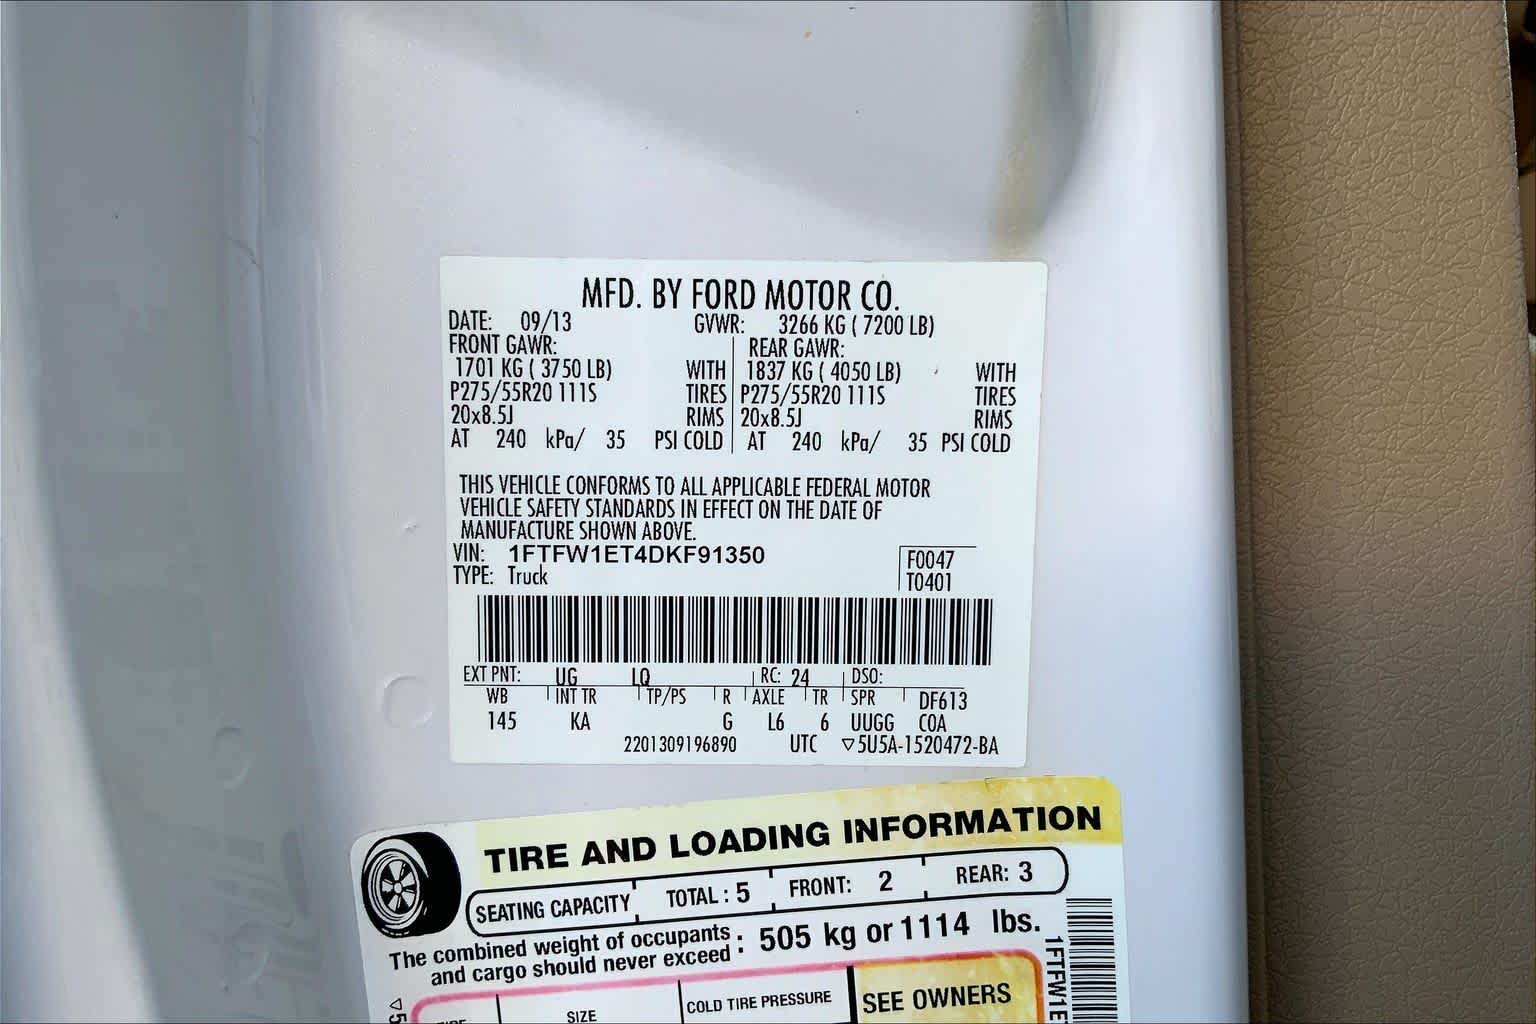 MFD. BY FORD MOTOR CO.
DATE: 09/13 GVWR: 3266 KG ( 7200 LB)
FRONT GAWR: REAR GAWR:
1701 KG ( 3750 LB) WITH 1837 KG ( 4050 LB) WITH
P275/55R20 111S TIRES P275/55R20 111S TIRES
20x8.5J RIMS 20x8.5J RIMS
AT 240 kPa/ 35 PSI COLD AT 240 kPa/ 35 PSI COLD
THIS VEHICLE CONFORMS TO ALL APPLICABLE FEDERAL MOTOR
VEHICLE SAFETY STANDARDS IN EFFECT ON THE DATE OF
MANUFACTURE SHOWN ABOVE.
VIN: 1FTFW1ET4DKF91350 F0047
TYPE: Truck T0401
EXT PNT: UG LQ RC: 24 DSO:
WB INT TR TP/PS R AXLE TR SPR DF613
145 KA G L6 6 UUGG COA
2201309196890 UTC ▽5U5A-1520472-BA
TIRE AND LOADING INFORMATION
SEATING CAPACITY TOTAL : 5 FRONT: 2 REAR: 3
The combined weight of occupants
and cargo should never exceed : 505 kg or 1114 lbs.
SIZE COLD TIRE PRESSURE SEE OWNERS
1FTFW1E